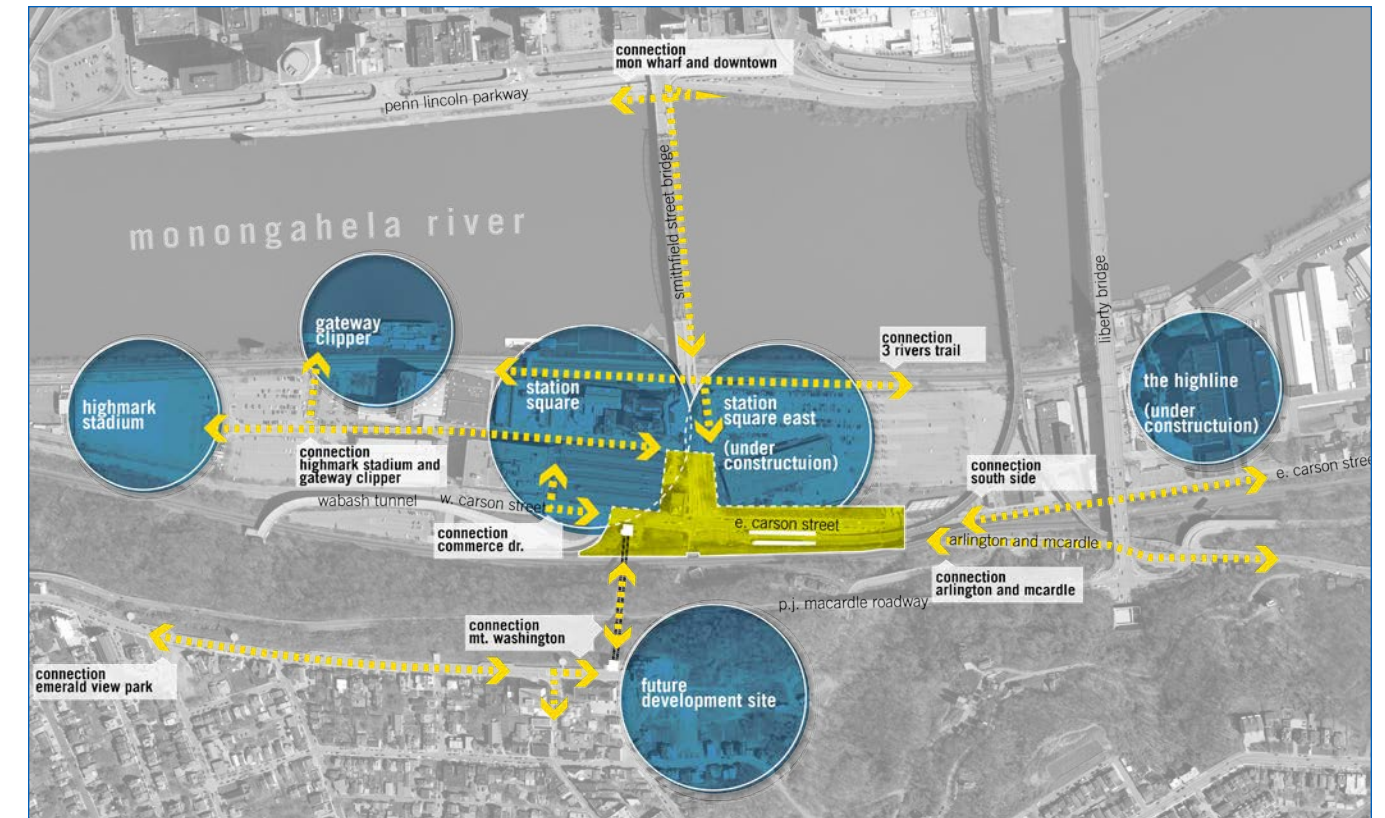 connection
mon wharf and downtown
penn lincoln parkway
smithfield street bridge
monongahela river
liberty bridge
gateway
clipper
connection
3 rivers trail
highmark
stadium
station
square
station
square east
(under
constructuion)
the highline
(under
constructuion)
connection
highmark stadium and
gateway clipper
connection
south side
e. carson stree
wabash tunnel
w. carson street
e. carson street
connection
commerce dr.
arlington and mcardle
connection
arlington and mcardle
p.j. macardle roadway
connection
mt. washington
connection
emerald view park
future
development site